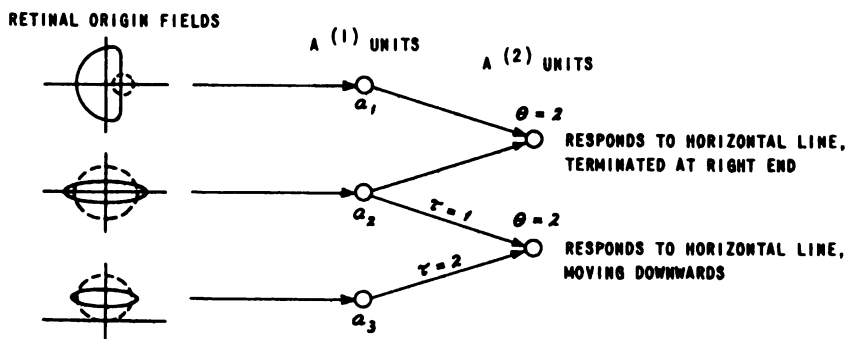 RETINAL ORIGIN FIELDS
A (1) UNITS
A (2) UNITS
a1
θ = 2
RESPONDS TO HORIZONTAL LINE,
TERMINATED AT RIGHT END
a2
τ = 1
θ = 2
RESPONDS TO HORIZONTAL LINE,
MOVING DOWNWARDS
τ = 2
a3